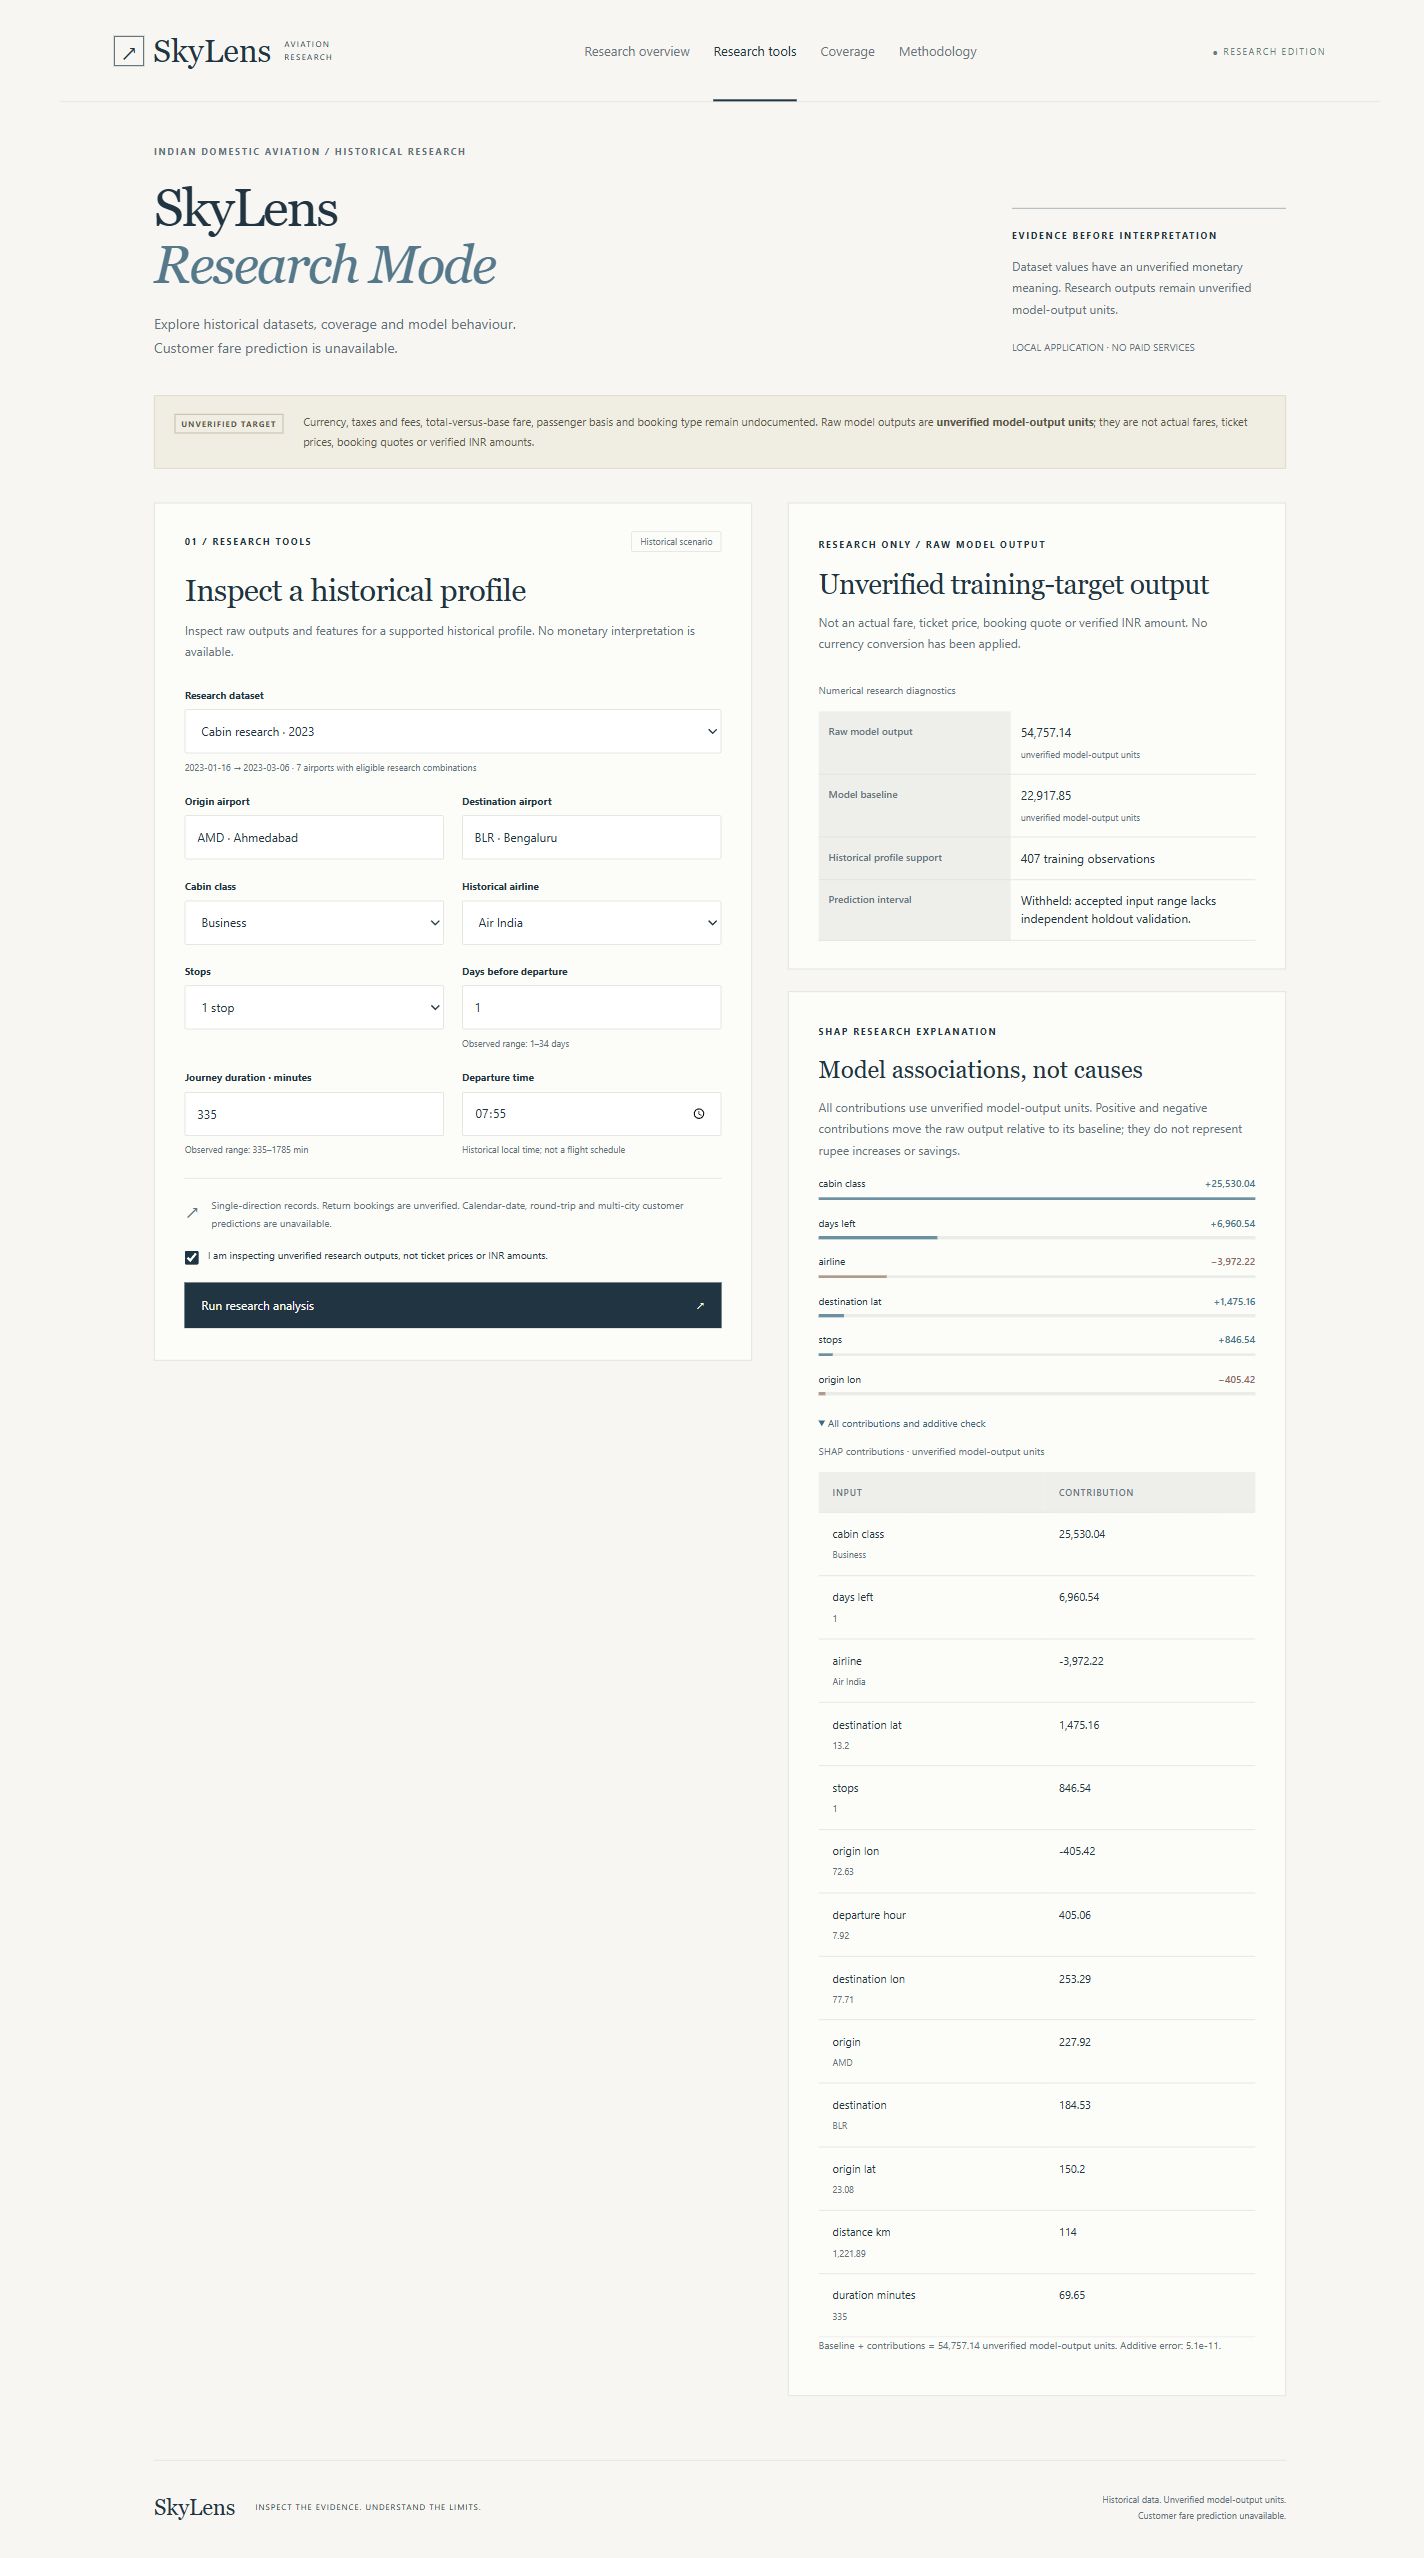 ↗ SkyLens AVIATION
RESEARCH
Research overview Research tools Coverage Methodology
● RESEARCH EDITION
INDIAN DOMESTIC AVIATION / HISTORICAL RESEARCH
SkyLens
Research Mode
Explore historical datasets, coverage and model behaviour.
Customer fare prediction is unavailable.
EVIDENCE BEFORE INTERPRETATION
Dataset values have an unverified monetary
meaning. Research outputs remain unverified
model-output units.
LOCAL APPLICATION · NO PAID SERVICES
UNVERIFIED TARGET
Currency, taxes and fees, total-versus-base fare, passenger basis and booking type remain undocumented. Raw model outputs are unverified model-output units; they are not actual fares, ticket
prices, booking quotes or verified INR amounts.
01 / RESEARCH TOOLS
Historical scenario
Inspect a historical profile
Inspect raw outputs and features for a supported historical profile. No monetary interpretation is
available.
Research dataset
Cabin research · 2023
2023-01-16 → 2023-03-06 · 7 airports with eligible research combinations
Origin airport
AMD · Ahmedabad
Destination airport
BLR · Bengaluru
Cabin class
Business
Historical airline
Air India
Stops
1 stop
Days before departure
1
Observed range: 1–34 days
Journey duration · minutes
335
Observed range: 335–1785 min
Departure time
07:55
Historical local time; not a flight schedule
↗ Single-direction records. Return bookings are unverified. Calendar-date, round-trip and multi-city customer
predictions are unavailable.
I am inspecting unverified research outputs, not ticket prices or INR amounts.
Run research analysis ↗
RESEARCH ONLY / RAW MODEL OUTPUT
Unverified training-target output
Not an actual fare, ticket price, booking quote or verified INR amount. No
currency conversion has been applied.
Numerical research diagnostics
Raw model output 54,757.14
unverified model-output units
Model baseline 22,917.85
unverified model-output units
Historical profile support 407 training observations
Prediction interval Withheld: accepted input range lacks
independent holdout validation.
SHAP RESEARCH EXPLANATION
Model associations, not causes
All contributions use unverified model-output units. Positive and negative
contributions move the raw output relative to its baseline; they do not represent
rupee increases or savings.
cabin class +25,530.04
days left +6,960.54
airline −3,972.22
destination lat +1,475.16
stops +846.54
origin lon −405.42
▼ All contributions and additive check
SHAP contributions · unverified model-output units
INPUT CONTRIBUTION
cabin class 25,530.04
Business
days left 6,960.54
1
airline -3,972.22
Air India
destination lat 1,475.16
13.2
stops 846.54
1
origin lon -405.42
72.63
departure hour 405.06
7.92
destination lon 253.29
77.71
origin 227.92
AMD
destination 184.53
BLR
origin lat 150.2
23.08
distance km 114
1,221.89
duration minutes 69.65
335
Baseline + contributions = 54,757.14 unverified model-output units. Additive error: 5.1e-11.
SkyLens INSPECT THE EVIDENCE. UNDERSTAND THE LIMITS.
Historical data. Unverified model-output units.
Customer fare prediction unavailable.